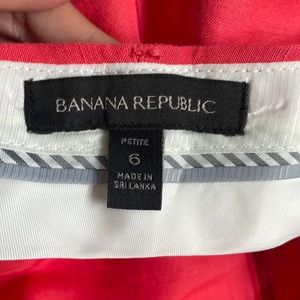 BANANA REPUBLIC
PETITE
6
MADE IN
SRI LANKA